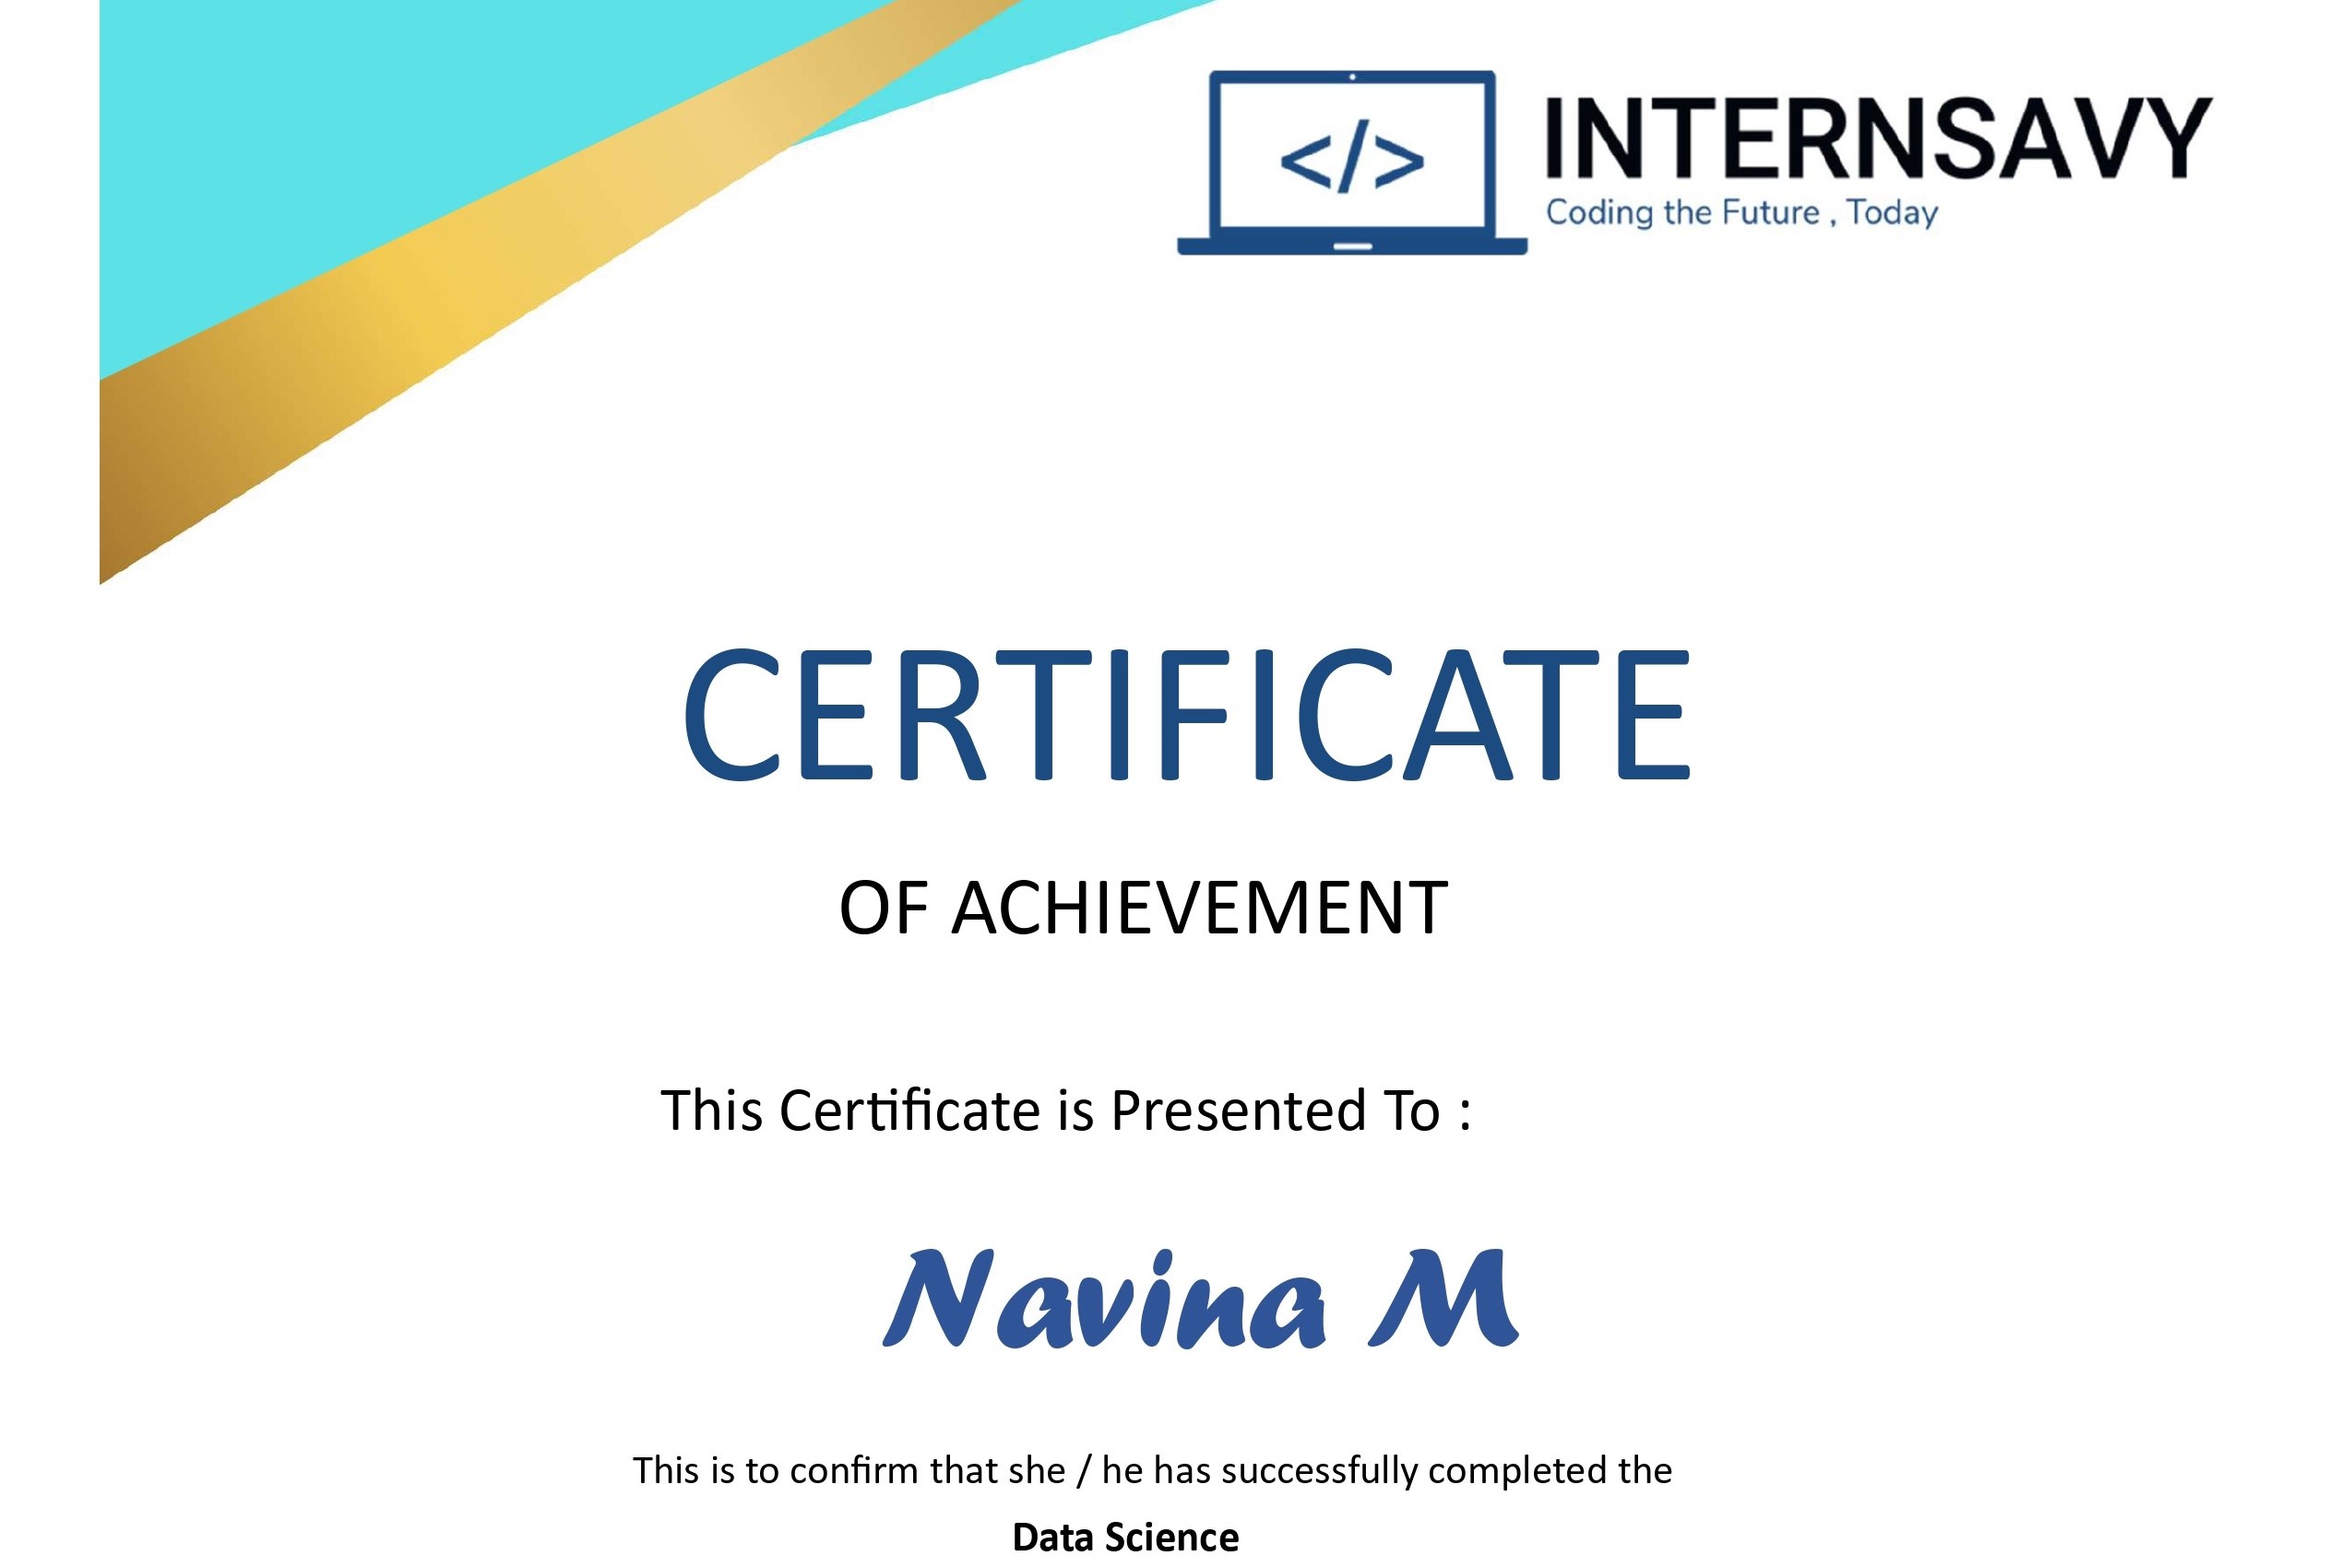 </>
INTERNSAVY
Coding the Future , Today
CERTIFICATE
OF ACHIEVEMENT
This Certificate is Presented To :
Navina M
This is to confirm that she / he has successfully completed the
Data Science